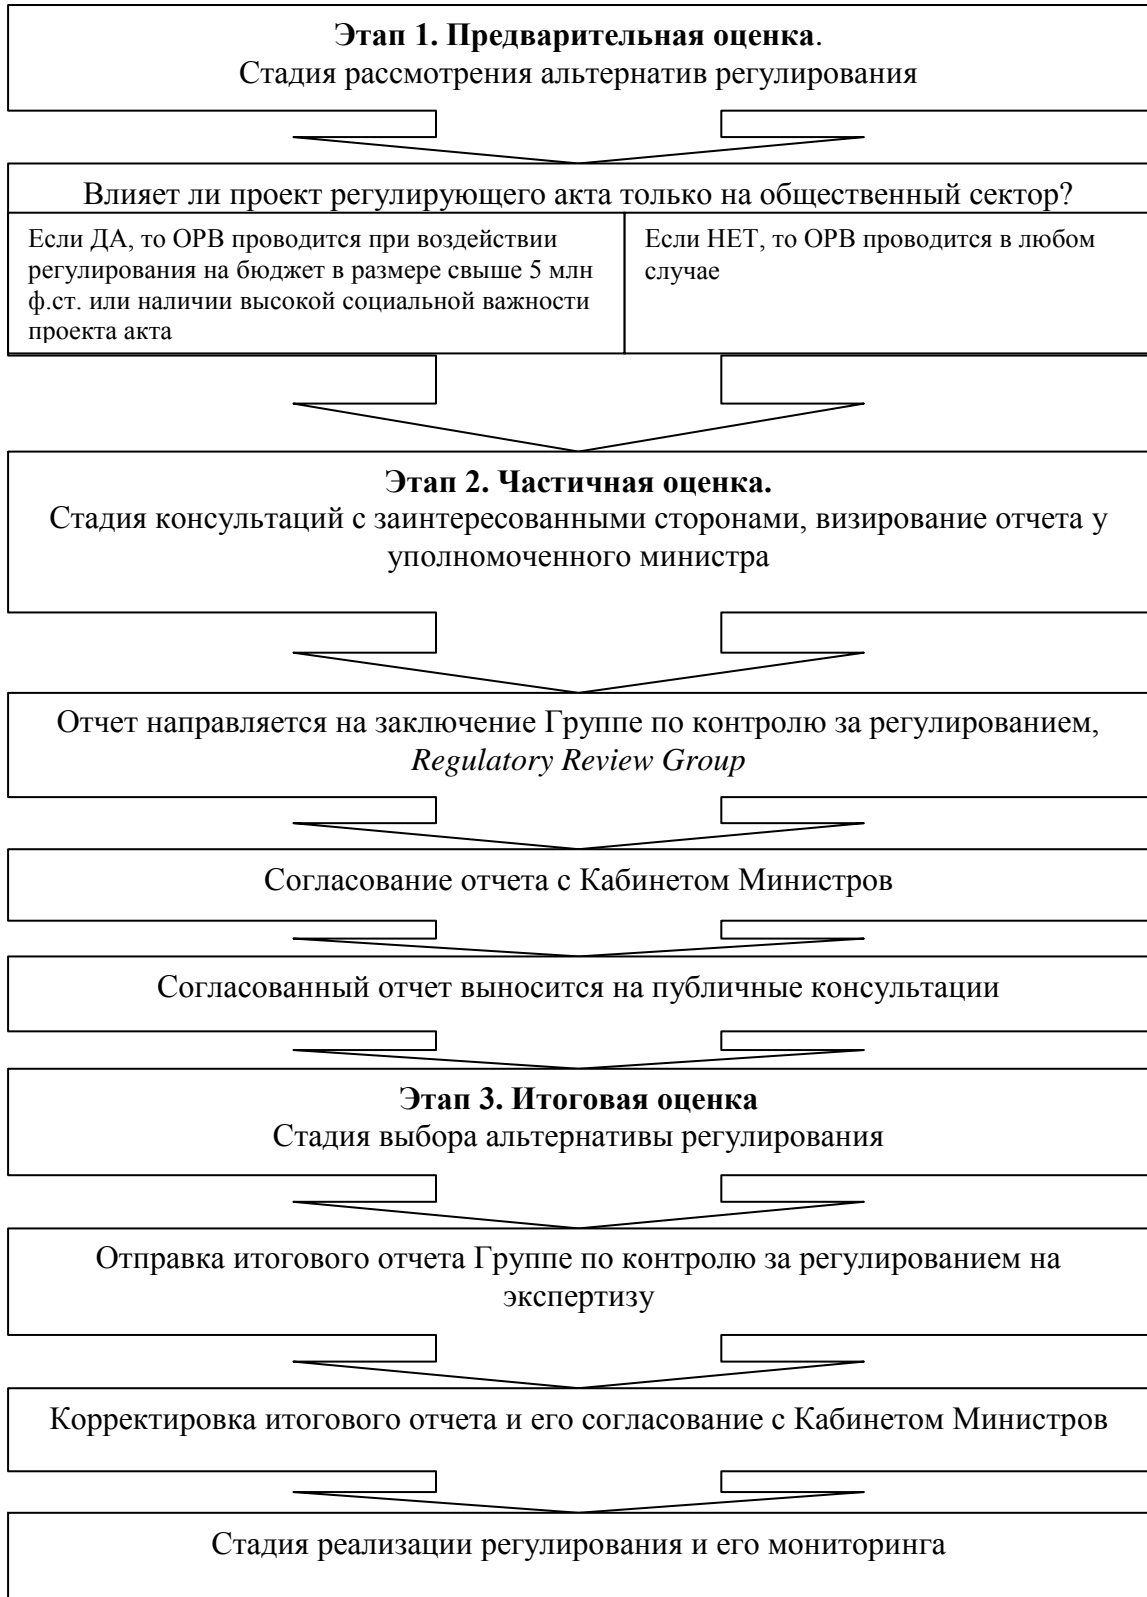 Этап 1. Предварительная оценка.
Стадия рассмотрения альтернатив регулирования
Влияет ли проект регулирующего акта только на общественный сектор?
Если ДА, то ОРВ проводится при воздействии
регулирования на бюджет в размере свыше 5 млн
ф.ст. или наличии высокой социальной важности
проекта акта
Если НЕТ, то ОРВ проводится в любом
случае
Этап 2. Частичная оценка.
Стадия консультаций с заинтересованными сторонами, визирование отчета у
уполномоченного министра
Отчет направляется на заключение Группе по контролю за регулированием,
Regulatory Review Group
Согласование отчета с Кабинетом Министров
Согласованный отчет выносится на публичные консультации
Этап 3. Итоговая оценка
Стадия выбора альтернативы регулирования
Отправка итогового отчета Группе по контролю за регулированием на
экспертизу
Корректировка итогового отчета и его согласование с Кабинетом Министров
Стадия реализации регулирования и его мониторинга